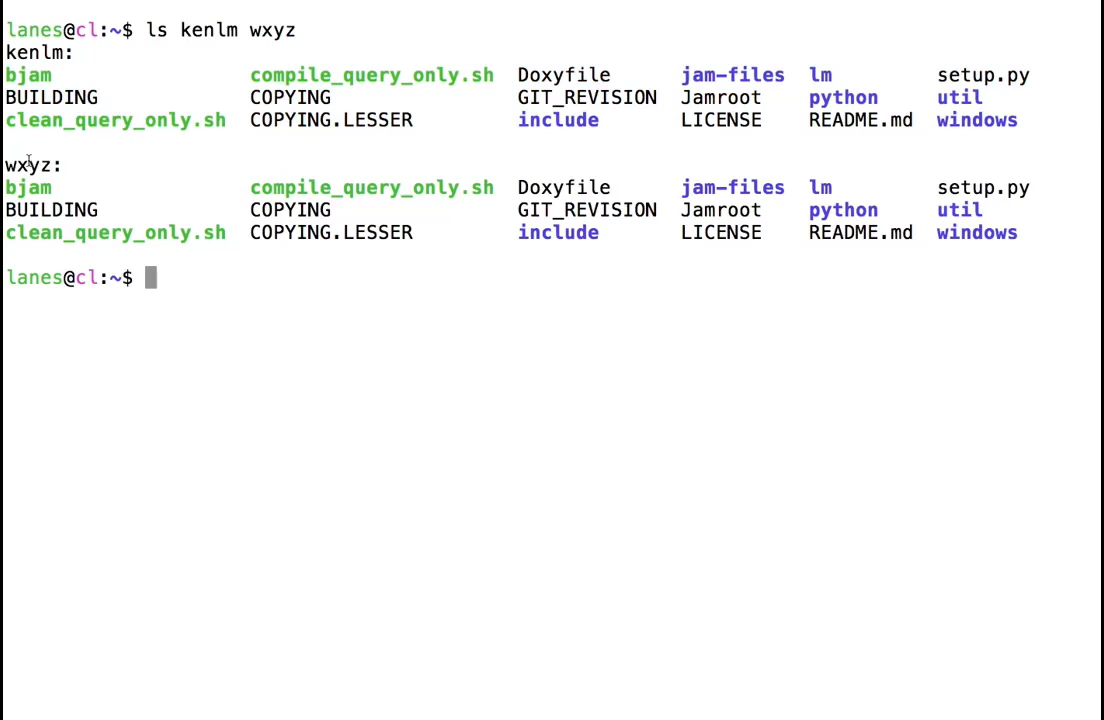 lanes@cl:~$ ls kenlm wxyz
kenlm:
bjam compile_query_only.sh Doxyfile jam-files lm setup.py
BUILDING COPYING GIT_REVISION Jamroot python util
clean_query_only.sh COPYING.LESSER include LICENSE README.md windows
wxyz:
bjam compile_query_only.sh Doxyfile jam-files lm setup.py
BUILDING COPYING GIT_REVISION Jamroot python util
clean_query_only.sh COPYING.LESSER include LICENSE README.md windows
lanes@cl:~$